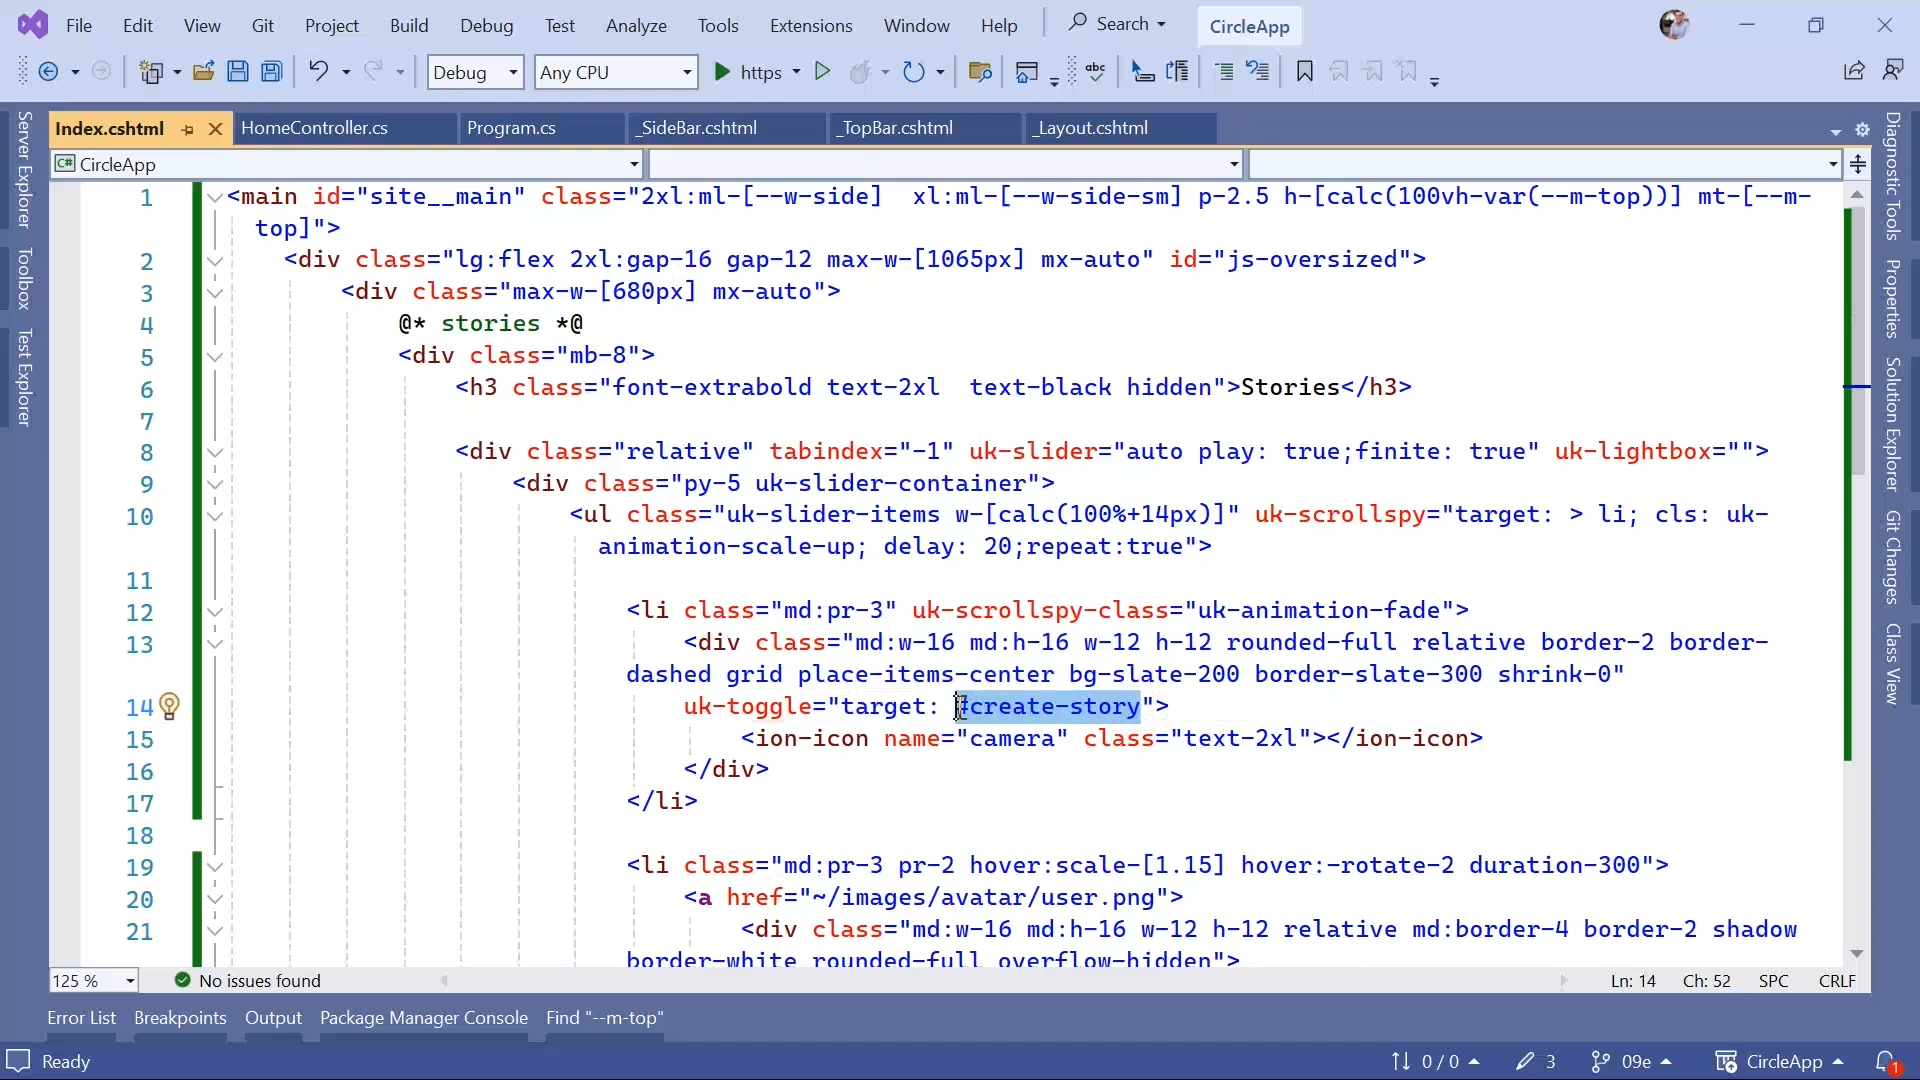 File Edit View Git Project Build Debug Test Analyze Tools Extensions Window Help Search CircleApp
Debug Any CPU https abc
Index.cshtml HomeController.cs Program.cs _SideBar.cshtml _TopBar.cshtml _Layout.cshtml
C# CircleApp
1 <main id="site__main" class="2xl:ml-[--w-side]  xl:ml-[--w-side-sm] p-2.5 h-[calc(100vh-var(--m-top))] mt-[--m-
top]">
2 <div class="lg:flex 2xl:gap-16 gap-12 max-w-[1065px] mx-auto" id="js-oversized">
3 <div class="max-w-[680px] mx-auto">
4 @* stories *@
5 <div class="mb-8">
6 <h3 class="font-extrabold text-2xl  text-black hidden">Stories</h3>
7
8 <div class="relative" tabindex="-1" uk-slider="auto play: true;finite: true" uk-lightbox="">
9 <div class="py-5 uk-slider-container">
10 <ul class="uk-slider-items w-[calc(100%+14px)]" uk-scrollspy="target: > li; cls: uk-
animation-scale-up; delay: 20;repeat:true">
11
12 <li class="md:pr-3" uk-scrollspy-class="uk-animation-fade">
13 <div class="md:w-16 md:h-16 w-12 h-12 rounded-full relative border-2 border-
dashed grid place-items-center bg-slate-200 border-slate-300 shrink-0"
14 uk-toggle="target: #create-story">
15 <ion-icon name="camera" class="text-2xl"></ion-icon>
16 </div>
17 </li>
18
19 <li class="md:pr-3 pr-2 hover:scale-[1.15] hover:-rotate-2 duration-300">
20 <a href="~/images/avatar/user.png">
21 <div class="md:w-16 md:h-16 w-12 h-12 relative md:border-4 border-2 shadow
border-white rounded-full overflow-hidden">
Server Explorer
Toolbox
Test Explorer
Diagnostic Tools
Properties
Solution Explorer
Git Changes
Class View
125 % No issues found Ln: 14 Ch: 52 SPC CRLF
Error List Breakpoints Output Package Manager Console Find "--m-top"
Ready 0 / 0 3 09e CircleApp 1